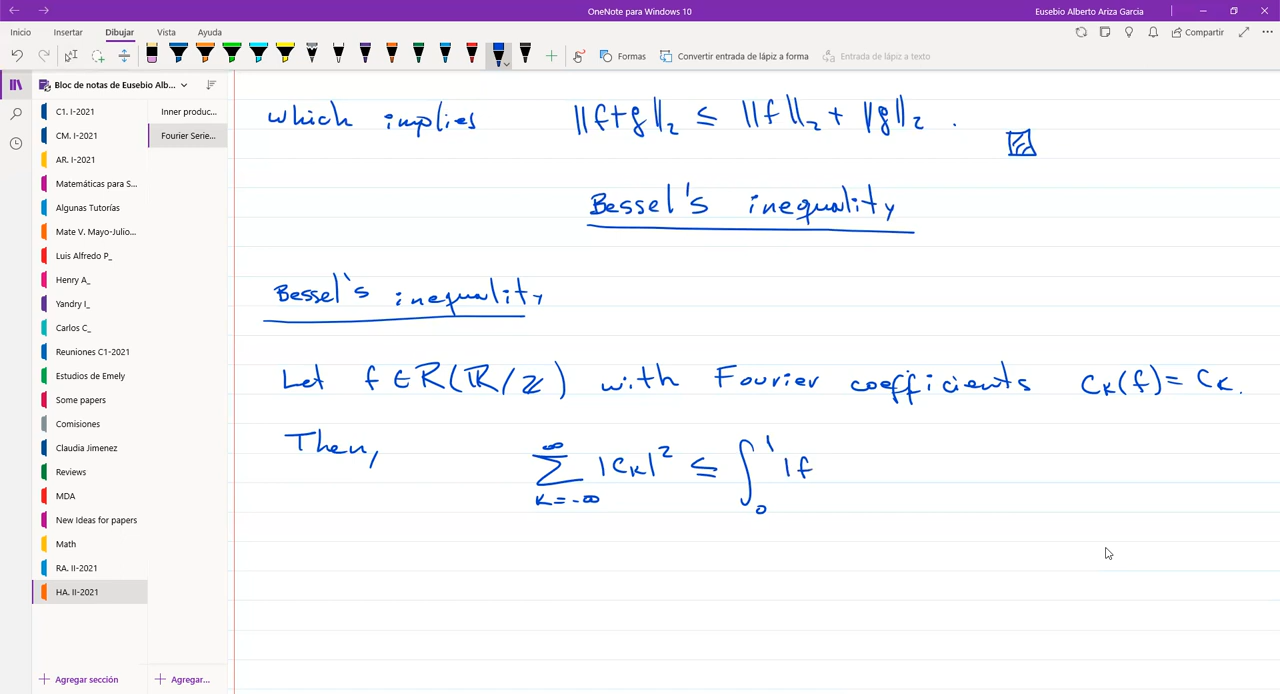 OneNote para Windows 10
Eusebio Alberto Ariza Garcia
Inicio Insertar Dibujar Vista Ayuda
Compartir
Formas Convertir entrada de lápiz a forma Entrada de lápiz a texto
Bloc de notas de Eusebio Alb...
C1. I-2021
CM. I-2021
AR. I-2021
Matemáticas para S...
Algunas Tutorías
Mate V. Mayo-Julio...
Luis Alfredo P_
Henry A_
Yandry I_
Carlos C_
Reuniones C1-2021
Estudios de Emely
Some papers
Comisiones
Claudia Jimenez
Reviews
MDA
New Ideas for papers
Math
RA. II-2021
HA. II-2021
Agregar sección
Inner produc...
Fourier Serie...
Agregar...
which implies ||f+g||₂ ≤ ||f||₂ + ||g||₂ .
Bessel's inequality
Bessel's inequality
Let f ∈ R(ℝ/ℤ) with Fourier coefficients Cₖ(f) = Cₖ.
Then, ∑_{k=-∞}^{∞} |Cₖ|² ≤ ∫₀¹ |f